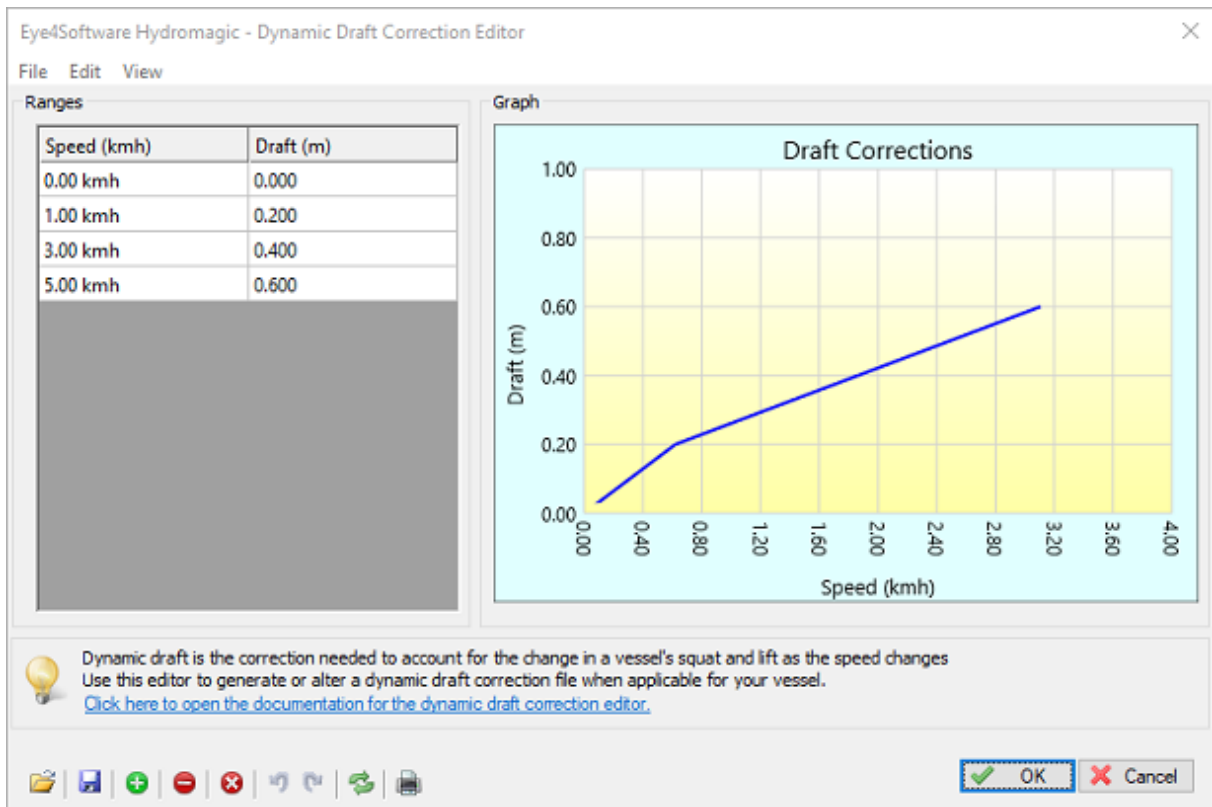 Eye4Software Hydromagic - Dynamic Draft Correction Editor
File Edit View
Ranges
Speed (kmh) Draft (m)
0.00 kmh 0.000
1.00 kmh 0.200
3.00 kmh 0.400
5.00 kmh 0.600
Graph
Draft Corrections
1.00
0.80
0.60
0.40
0.20
0.00
Draft (m)
0.00 0.40 0.80 1.20 1.60 2.00 2.40 2.80 3.20 3.60 4.00
Speed (kmh)
Dynamic draft is the correction needed to account for the change in a vessel's squat and lift as the speed changes
Use this editor to generate or alter a dynamic draft correction file when applicable for your vessel.
Click here to open the documentation for the dynamic draft correction editor.
OK Cancel